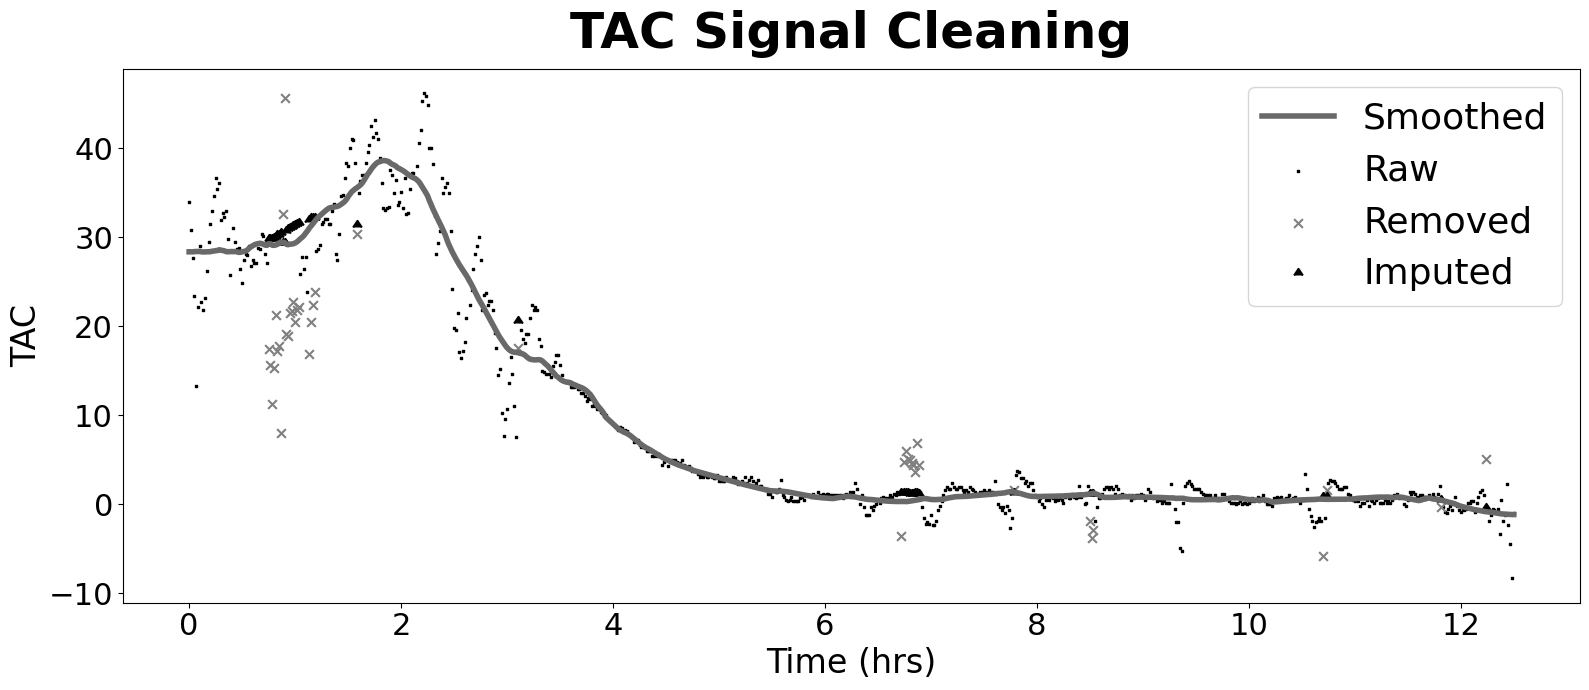 TAC Signal Cleaning
Smoothed
Raw
Removed
Imputed
TAC
40
30
20
10
0
−10
0 2 4 6 8 10 12
Time (hrs)